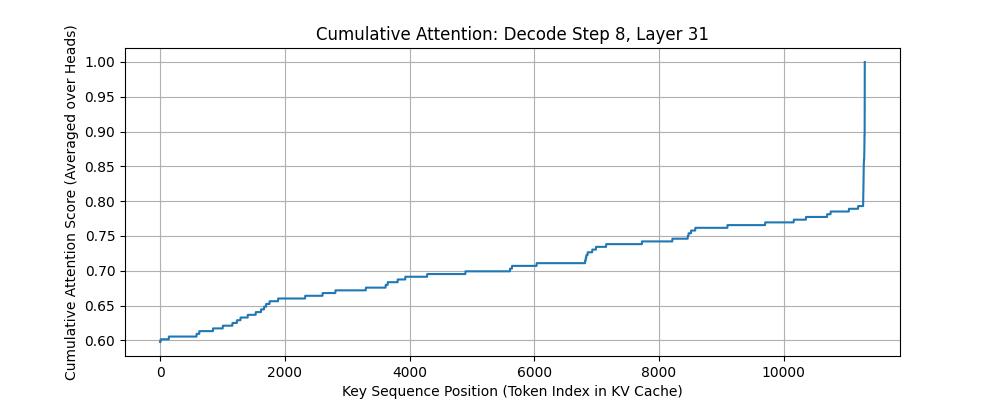 Cumulative Attention: Decode Step 8, Layer 31
Cumulative Attention Score (Averaged over Heads)
1.00
0.95
0.90
0.85
0.80
0.75
0.70
0.65
0.60
0 2000 4000 6000 8000 10000
Key Sequence Position (Token Index in KV Cache)